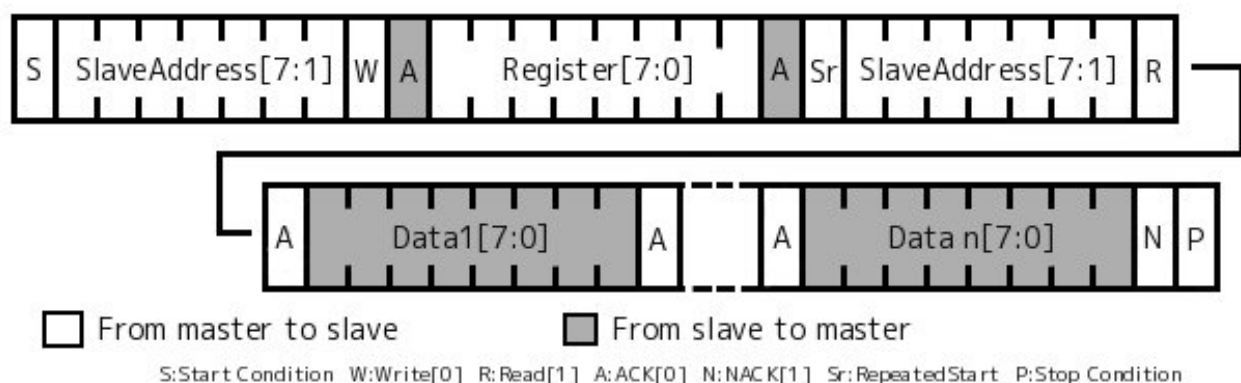 S SlaveAddress[7:1] W A Register[7:0] A Sr SlaveAddress[7:1] R
A Data1[7:0] A A Data n[7:0] N P
From master to slave From slave to master
S:Start Condition W:Write[0] R:Read[1] A:ACK[0] N:NACK[1] Sr:RepeatedStart P:Stop Condition